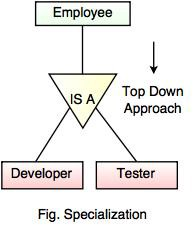 Employee
IS A
Top Down
Approach
Developer
Tester
Fig. Specialization